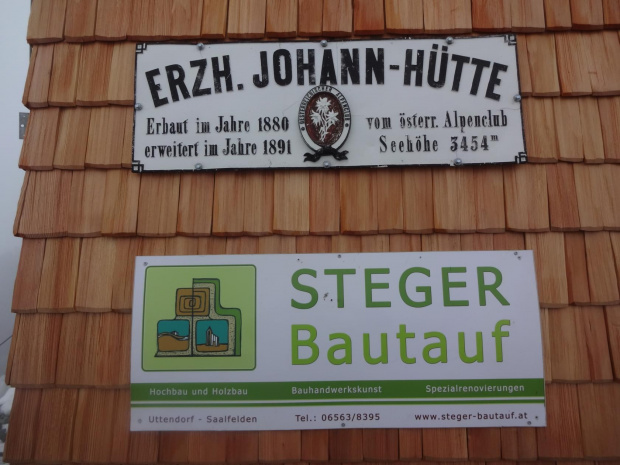 ERZH. JOHANN-HÜTTE
Erbaut im Jahre 1880 vom österr. Alpenclub
erweitert im Jahre 1891 Seehöhe 3454m
STEGER
Bautauf
Hochbau und Holzbau Bauhandwerkskunst Spezialrenovierungen
Uttendorf - Saalfelden Tel.: 06563/8395 www.steger-bautauf.at